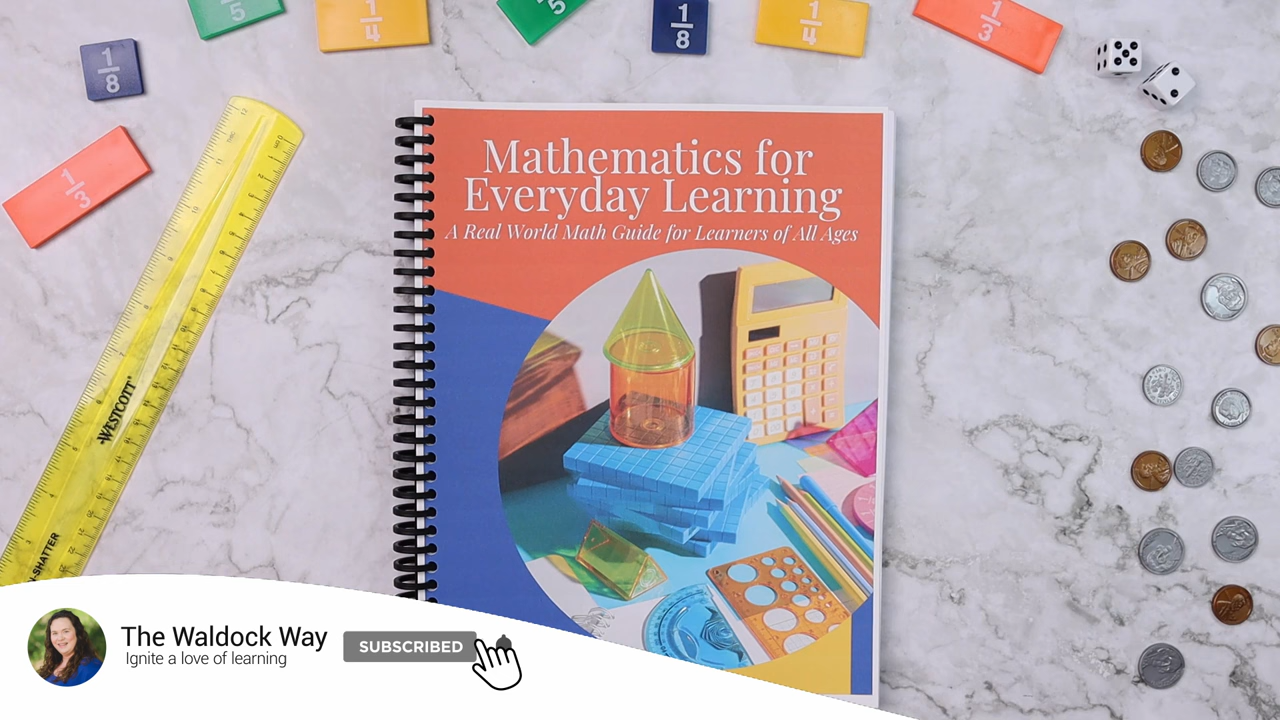 1
5
1
4
1
5
1
8
1
4
1
3
1
8
1
3
Mathematics for
Everyday Learning
A Real World Math Guide for Learners of All Ages
WESTCOTT
-SHATTER
The Waldock Way
Ignite a love of learning
SUBSCRIBED